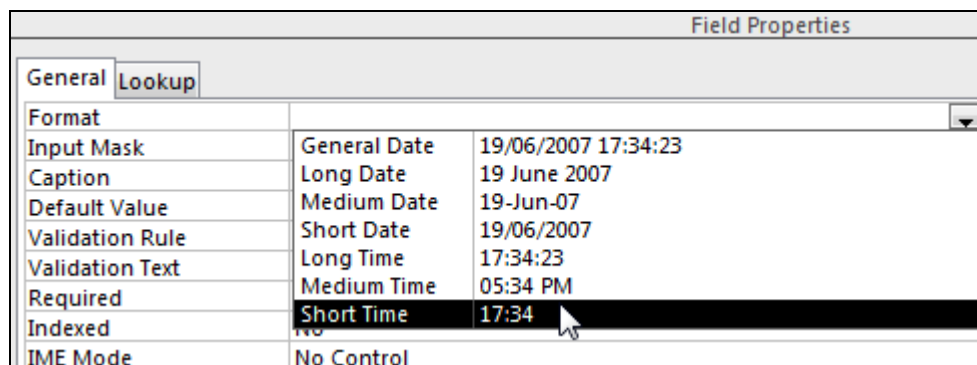 Field Properties
General Lookup
Format
Input Mask General Date 19/06/2007 17:34:23
Caption Long Date 19 June 2007
Default Value Medium Date 19-Jun-07
Validation Rule Short Date 19/06/2007
Validation Text Long Time 17:34:23
Required Medium Time 05:34 PM
Indexed Short Time 17:34
No
IME Mode No Control